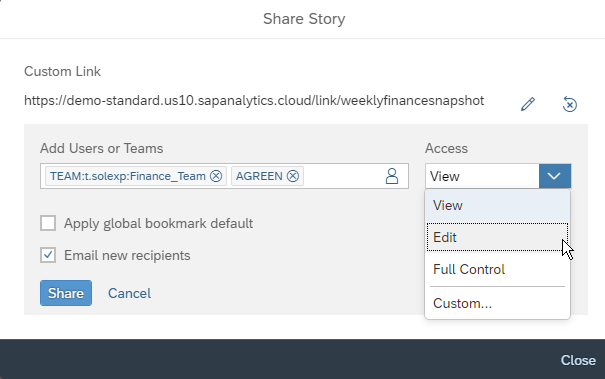 Share Story
Custom Link
https://demo-standard.us10.sapanalytics.cloud/link/weeklyfinancesnapshot
Add Users or Teams
Access
TEAM:t.solexp:Finance_Team
AGREEN
View
View
Edit
Full Control
Custom...
Apply global bookmark default
Email new recipients
Share
Cancel
Close